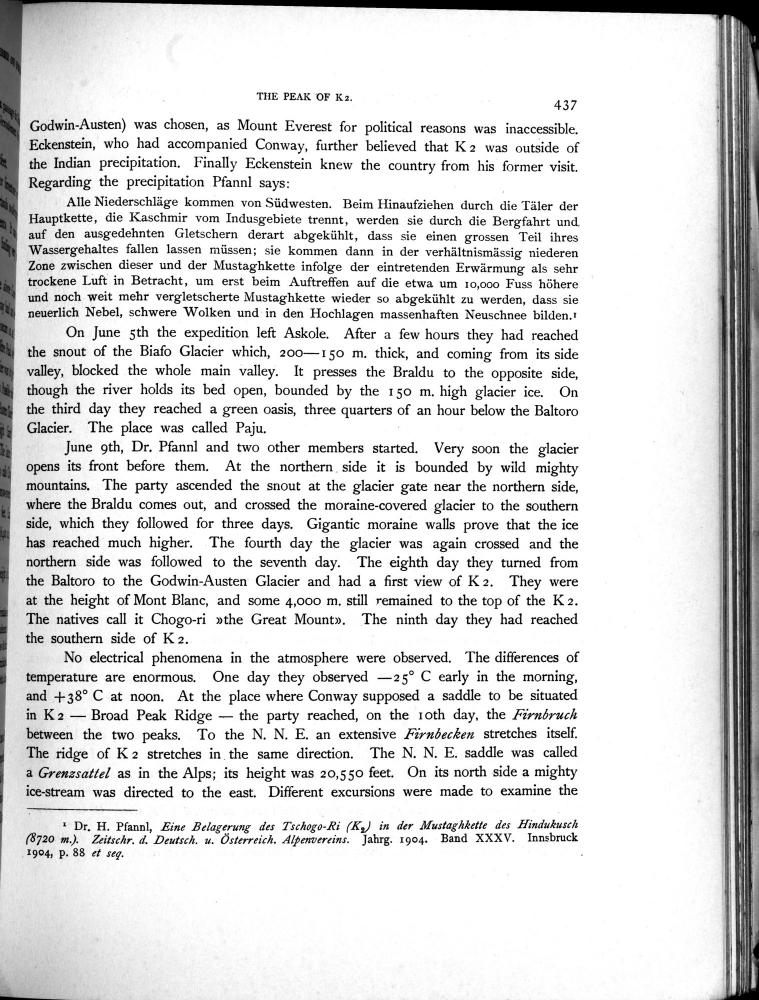 THE PEAK OF K2.
437
Godwin-Austen) was chosen, as Mount Everest for political reasons was inaccessible.
Eckenstein, who had accompanied Conway, further believed that K 2 was outside of
the Indian precipitation. Finally Eckenstein knew the country from his former visit.
Regarding the precipitation Pfannl says:
Alle Niederschläge kommen von Südwesten. Beim Hinaufziehen durch die Täler der
Hauptkette, die Kaschmir vom Indusgebiete trennt, werden sie durch die Bergfahrt und
auf den ausgedehnten Gletschern derart abgekühlt, dass sie einen grossen Teil ihres
Wassergehaltes fallen lassen müssen; sie kommen dann in der verhältnismässig niederen
Zone zwischen dieser und der Mustaghkette infolge der eintretenden Erwärmung als sehr
trockene Luft in Betracht, um erst beim Auftreffen auf die etwa um 10,000 Fuss höhere
und noch weit mehr vergletscherte Mustaghkette wieder so abgekühlt zu werden, dass sie
neuerlich Nebel, schwere Wolken und in den Hochlagen massenhaften Neuschnee bilden.¹
On June 5th the expedition left Askole. After a few hours they had reached
the snout of the Biafo Glacier which, 200—150 m. thick, and coming from its side
valley, blocked the whole main valley. It presses the Braldu to the opposite side,
though the river holds its bed open, bounded by the 150 m. high glacier ice. On
the third day they reached a green oasis, three quarters of an hour below the Baltoro
Glacier. The place was called Paju.
June 9th, Dr. Pfannl and two other members started. Very soon the glacier
opens its front before them. At the northern side it is bounded by wild mighty
mountains. The party ascended the snout at the glacier gate near the northern side,
where the Braldu comes out, and crossed the moraine-covered glacier to the southern
side, which they followed for three days. Gigantic moraine walls prove that the ice
has reached much higher. The fourth day the glacier was again crossed and the
northern side was followed to the seventh day. The eighth day they turned from
the Baltoro to the Godwin-Austen Glacier and had a first view of K 2. They were
at the height of Mont Blanc, and some 4,000 m. still remained to the top of the K 2.
The natives call it Chogo-ri »the Great Mount». The ninth day they had reached
the southern side of K 2.
No electrical phenomena in the atmosphere were observed. The differences of
temperature are enormous. One day they observed —25° C early in the morning,
and +38° C at noon. At the place where Conway supposed a saddle to be situated
in K 2 — Broad Peak Ridge — the party reached, on the 10th day, the Firnbruch
between the two peaks. To the N. N. E. an extensive Firnbecken stretches itself.
The ridge of K 2 stretches in the same direction. The N. N. E. saddle was called
a Grenzsattel as in the Alps; its height was 20,550 feet. On its north side a mighty
ice-stream was directed to the east. Different excursions were made to examine the
¹ Dr. H. Pfannl, Eine Belagerung des Tschogo-Ri (K₂) in der Mustaghkette des Hindukusch
(8720 m.). Zeitschr. d. Deutsch. u. Österreich. Alpenvereins. Jahrg. 1904. Band XXXV. Innsbruck
1904, p. 88 et seq.